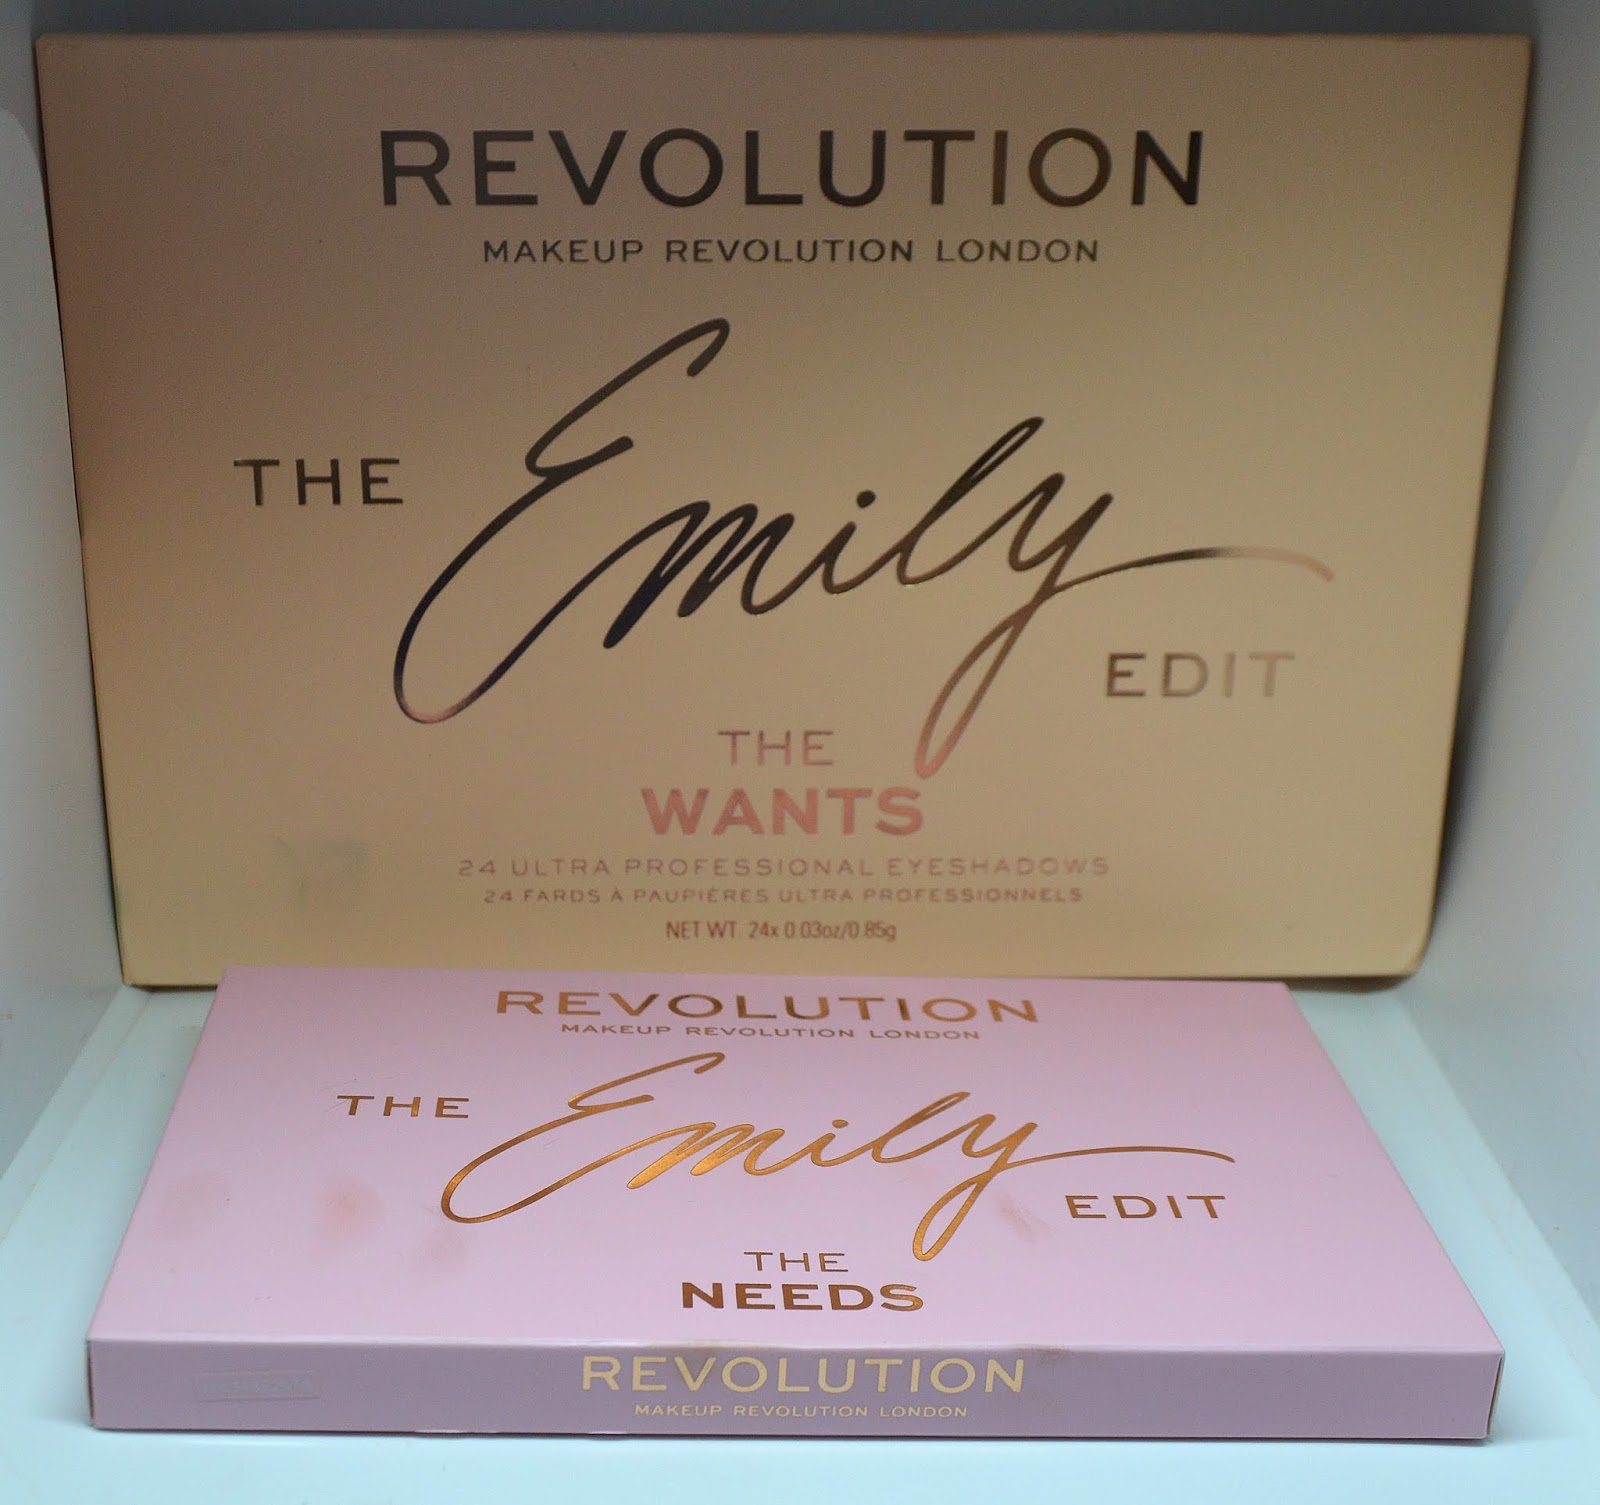 REVOLUTION
MAKEUP REVOLUTION LONDON
THE Emily EDIT
THE
WANTS
24 ULTRA PROFESSIONAL EYESHADOWS
24 FARDS À PAUPIÈRES ULTRA PROFESSIONNELS
NET WT. 24x 0.03oz/0.85g
REVOLUTION
MAKEUP REVOLUTION LONDON
THE Emily EDIT
THE
NEEDS
REVOLUTION
MAKEUP REVOLUTION LONDON